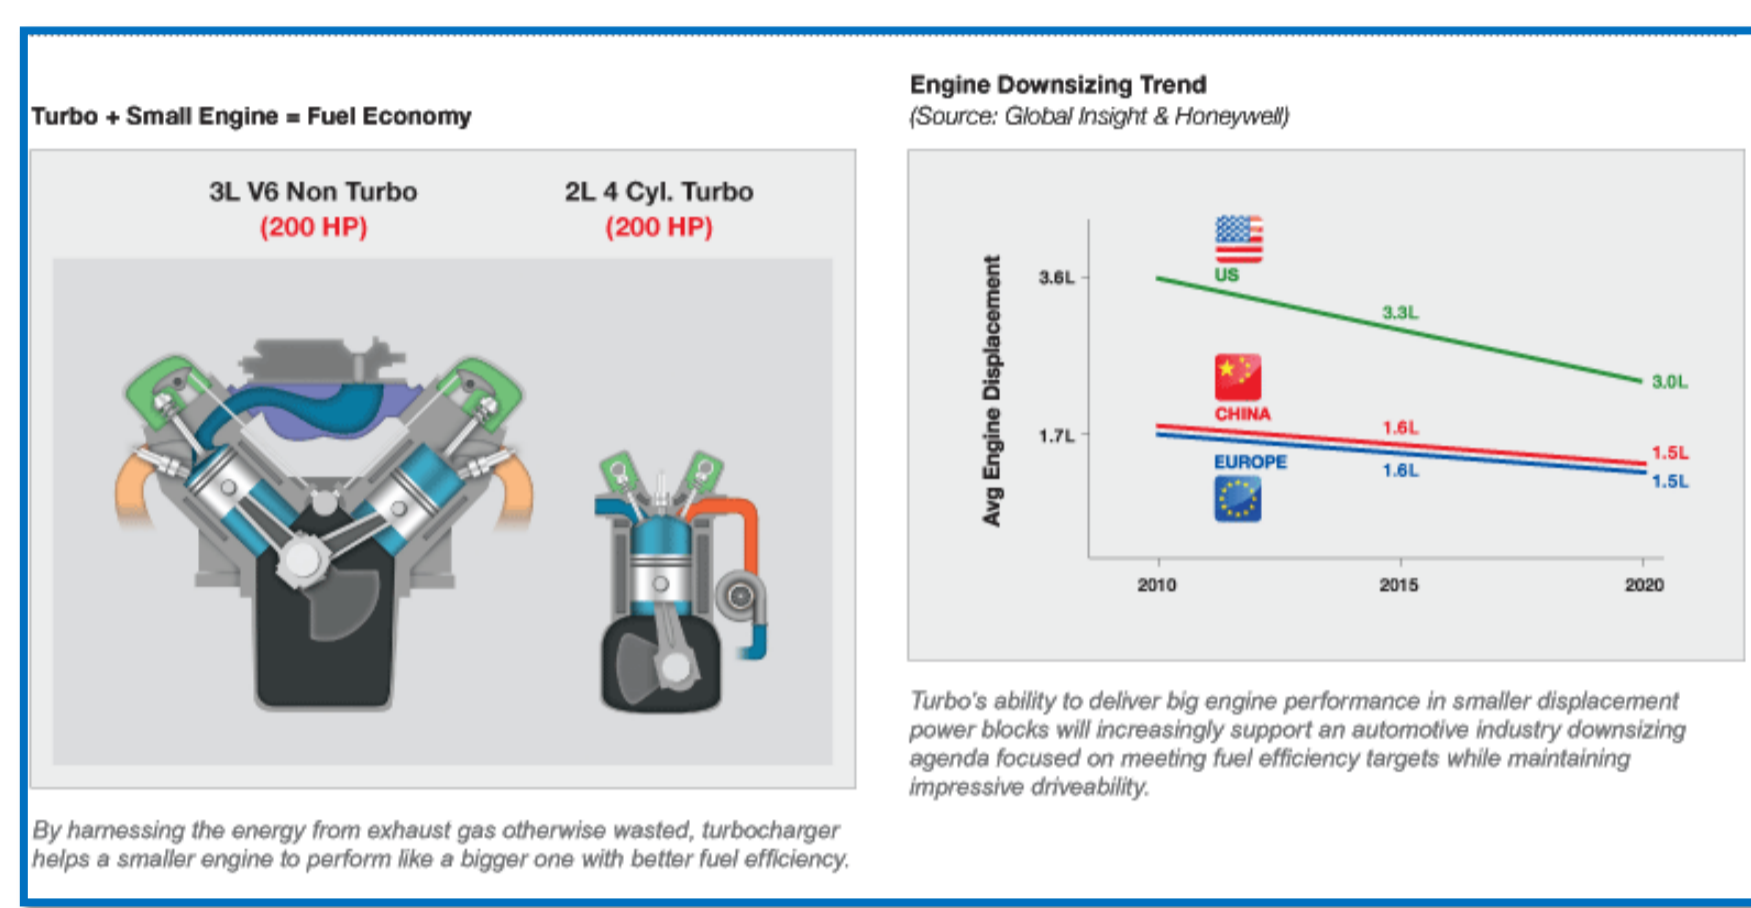 Turbo + Small Engine = Fuel Economy
3L V6 Non Turbo
(200 HP)
2L 4 Cyl. Turbo
(200 HP)
By harnessing the energy from exhaust gas otherwise wasted, turbocharger
helps a smaller engine to perform like a bigger one with better fuel efficiency.
Engine Downsizing Trend
(Source: Global Insight & Honeywell)
Avg Engine Displacement
3.6L
1.7L
US
3.3L
3.0L
CHINA
1.6L
1.5L
EUROPE
1.6L
1.5L
2010
2015
2020
Turbo's ability to deliver big engine performance in smaller displacement
power blocks will increasingly support an automotive industry downsizing
agenda focused on meeting fuel efficiency targets while maintaining
impressive driveability.